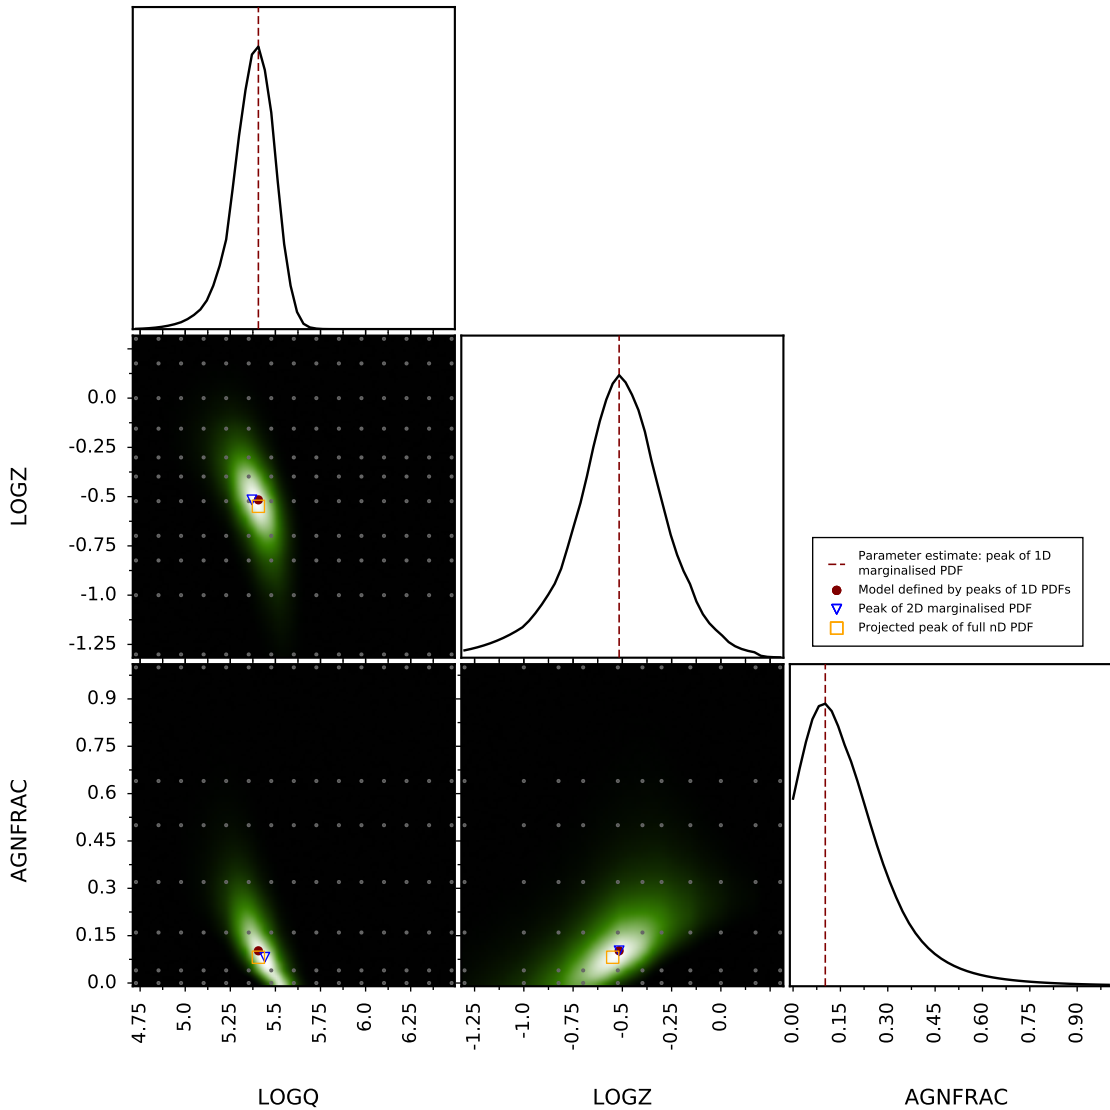 LOGZ
0.0
-0.25
-0.5
-0.75
-1.0
-1.25
Parameter estimate: peak of 1D
marginalised PDF
Model defined by peaks of 1D PDFs
Peak of 2D marginalised PDF
Projected peak of full nD PDF
AGNFRAC
0.9
0.75
0.6
0.45
0.3
0.15
0.0
4.75 5.0 5.25 5.5 5.75 6.0 6.25
-1.25 -1.0 -0.75 -0.5 -0.25 0.0
0.00 0.15 0.30 0.45 0.60 0.75 0.90
LOGQ LOGZ AGNFRAC